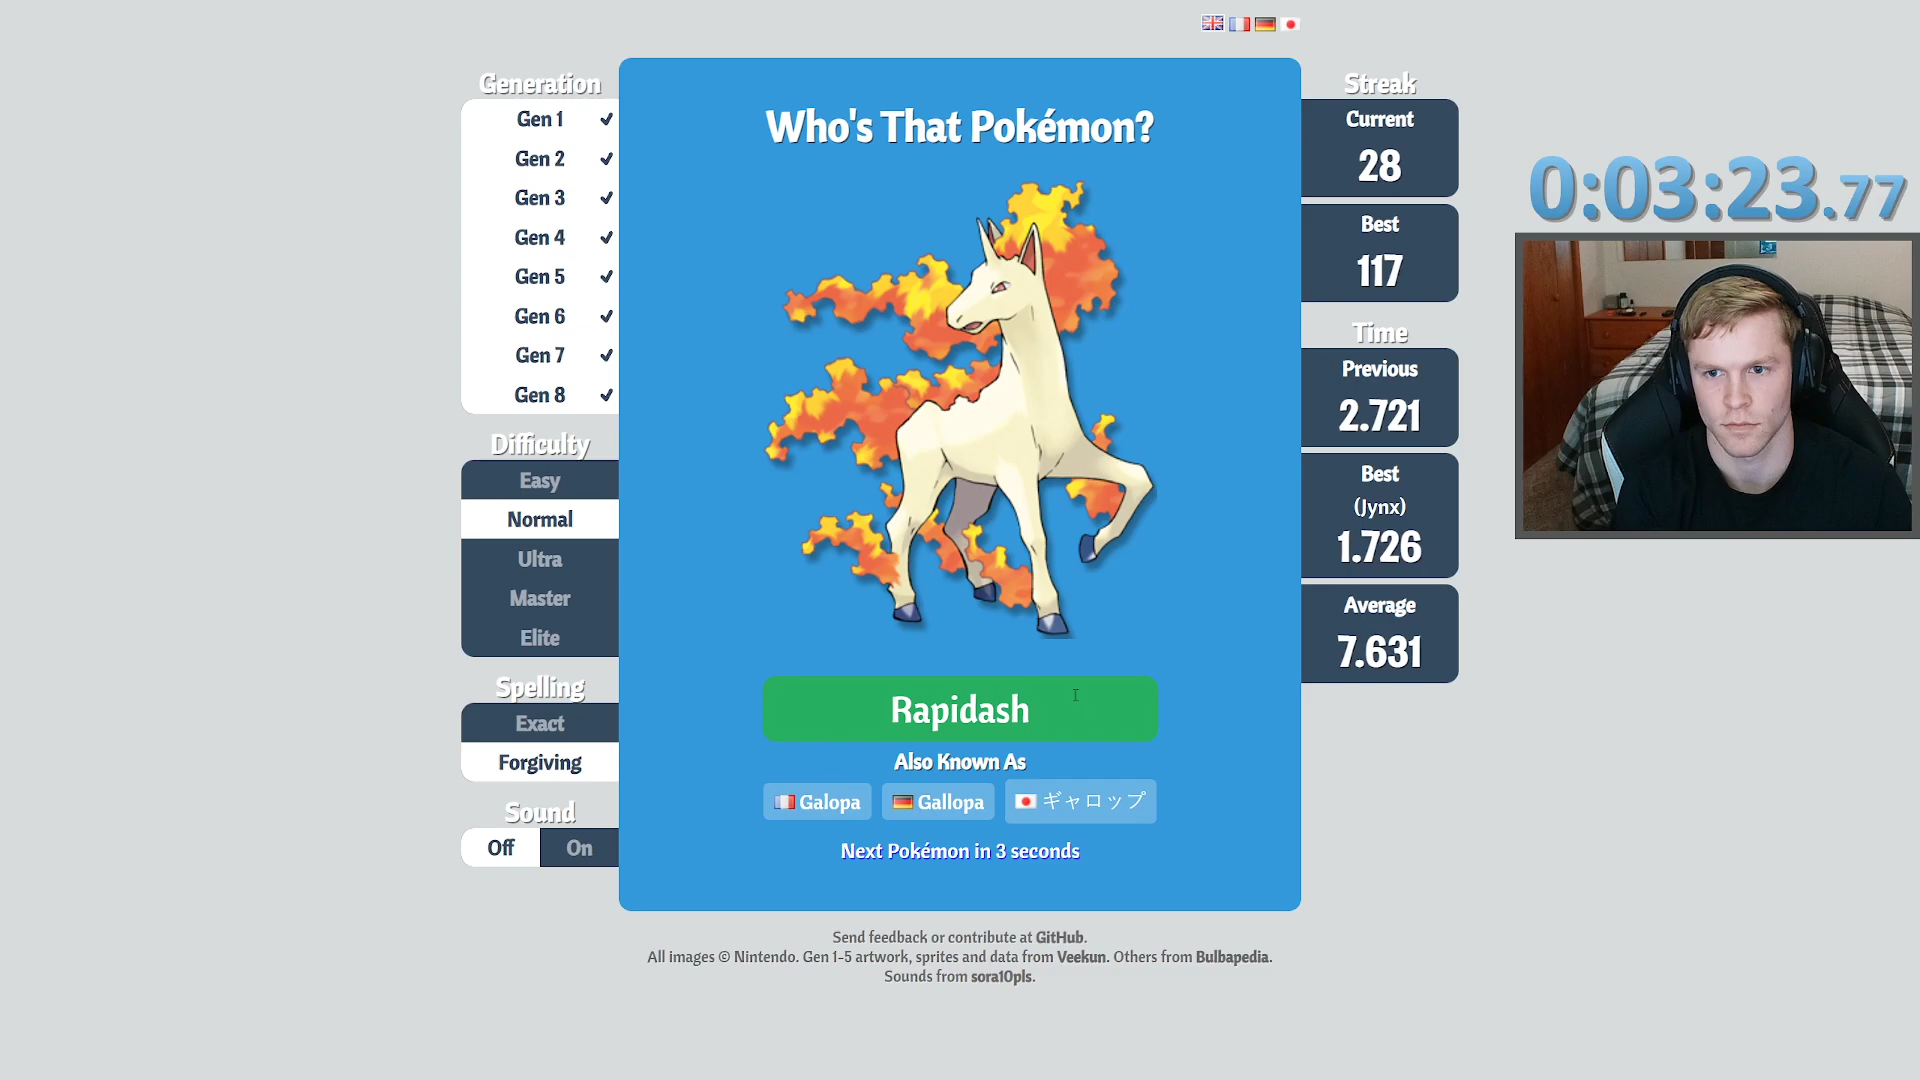 Generation
Gen 1 ✔
Gen 2 ✔
Gen 3 ✔
Gen 4 ✔
Gen 5 ✔
Gen 6 ✔
Gen 7 ✔
Gen 8 ✔
Difficulty
Easy
Normal
Ultra
Master
Elite
Spelling
Exact
Forgiving
Sound
Off On
Who's That Pokémon?
Rapidash
Also Known As
Galopa Gallopa ギャロップ
Next Pokémon in 3 seconds
Send feedback or contribute at GitHub.
All images © Nintendo. Gen 1-5 artwork, sprites and data from Veekun. Others from Bulbapedia.
Sounds from sora10pls.
Streak
Current
28
Best
117
Time
Previous
2.721
Best
(Jynx)
1.726
Average
7.631
0:03:23.77